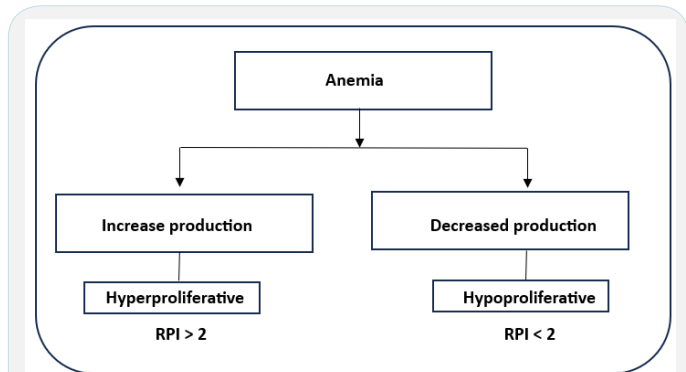 Anemia
Increase production
Decreased production
Hyperproliferative
Hypoproliferative
RPI > 2
RPI < 2